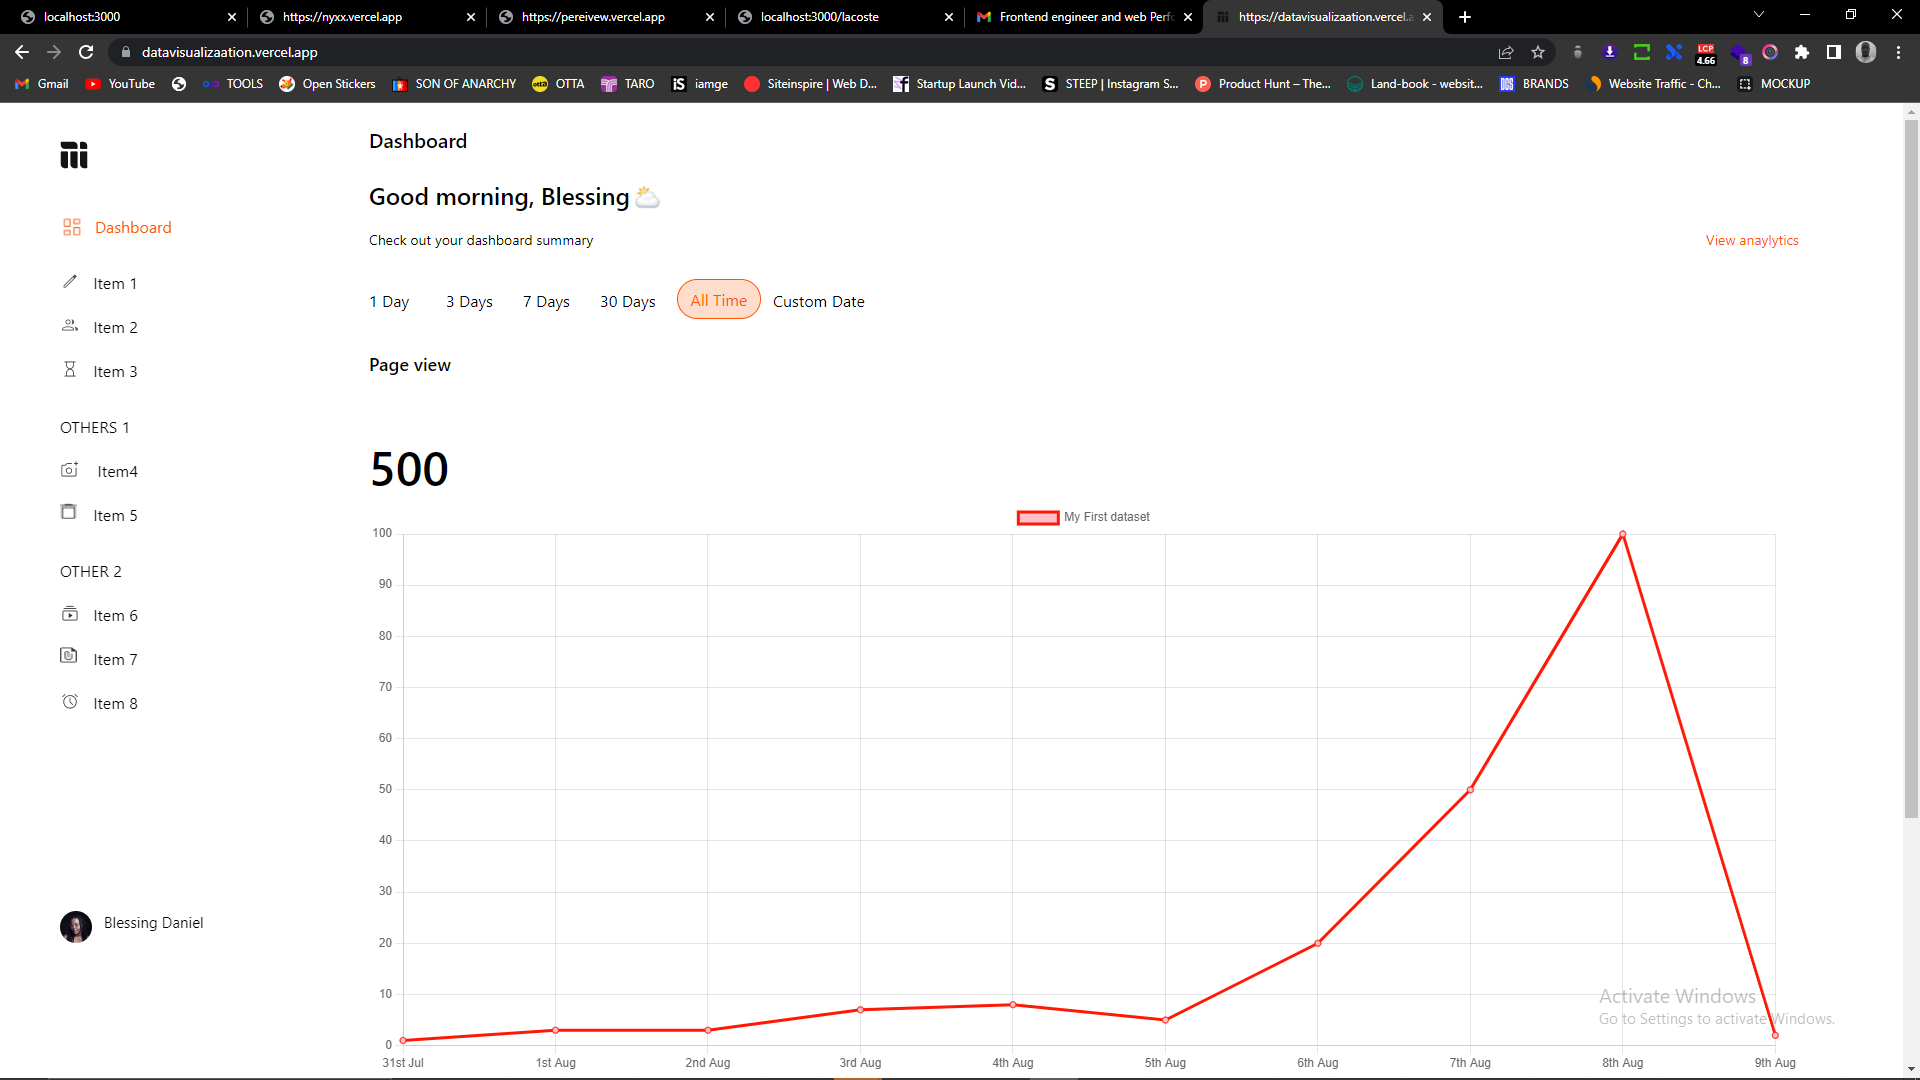 localhost:3000
https://nyxx.vercel.app
https://pereivew.vercel.app
localhost:3000/lacoste
Frontend engineer and web Perfo
https://datavisualizaation.vercel.a
datavisualizaation.vercel.app
LCP
4.66
8
Gmail
YouTube
TOOLS
Open Stickers
SON OF ANARCHY
otta
OTTA
TARO
iS
iamge
Siteinspire | Web D...
Startup Launch Vid...
S
STEEP | Instagram S...
P
Product Hunt – The...
Land-book - websit...
BRANDS
Website Traffic - Ch...
MOCKUP
Dashboard
Good morning, Blessing
Check out your dashboard summary
View anaylytics
1 Day
3 Days
7 Days
30 Days
All Time
Custom Date
Page view
500
Dashboard
Item 1
Item 2
Item 3
OTHERS 1
Item4
Item 5
OTHER 2
Item 6
Item 7
Item 8
Blessing Daniel
My First dataset
100
90
80
70
60
50
40
30
20
10
0
31st Jul
1st Aug
2nd Aug
3rd Aug
4th Aug
5th Aug
6th Aug
7th Aug
8th Aug
9th Aug
Activate Windows
Go to Settings to activate Windows.